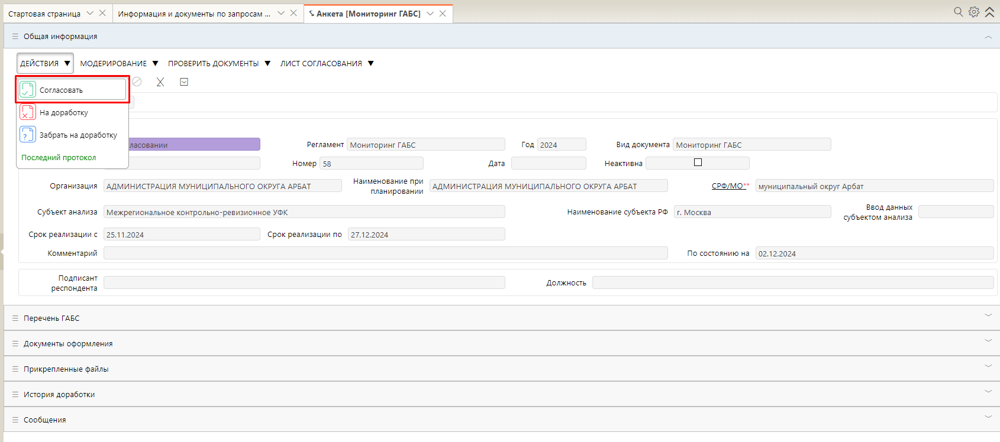 Стартовая страница
Информация и документы по запросам ...
Анкета [Мониторинг ГАБС]
Общая информация
ДЕЙСТВИЯ ▼ МОДЕРИРОВАНИЕ ▼ ПРОВЕРИТЬ ДОКУМЕНТЫ ▼ ЛИСТ СОГЛАСОВАНИЯ ▼
Согласовать
На доработку
Забрать на доработку
Последний протокол
Регламент Мониторинг ГАБС Год 2024 Вид документа Мониторинг ГАБС
Номер 58 Дата Неактивна
Организация АДМИНИСТРАЦИЯ МУНИЦИПАЛЬНОГО ОКРУГА АРБАТ
Наименование при
планировании
АДМИНИСТРАЦИЯ МУНИЦИПАЛЬНОГО ОКРУГА АРБАТ
СРФ/МО** муниципальный округ Арбат
Субъект анализа Межрегиональное контрольно-ревизионное УФК
Наименование субъекта РФ г. Москва
Ввод данных
субъектом анализа
Срок реализации с 25.11.2024 Срок реализации по 27.12.2024
Комментарий По состоянию на 02.12.2024
Подписант
респондента
Должность
Перечень ГАБС
Документы оформления
Прикрепленные файлы
История доработки
Сообщения